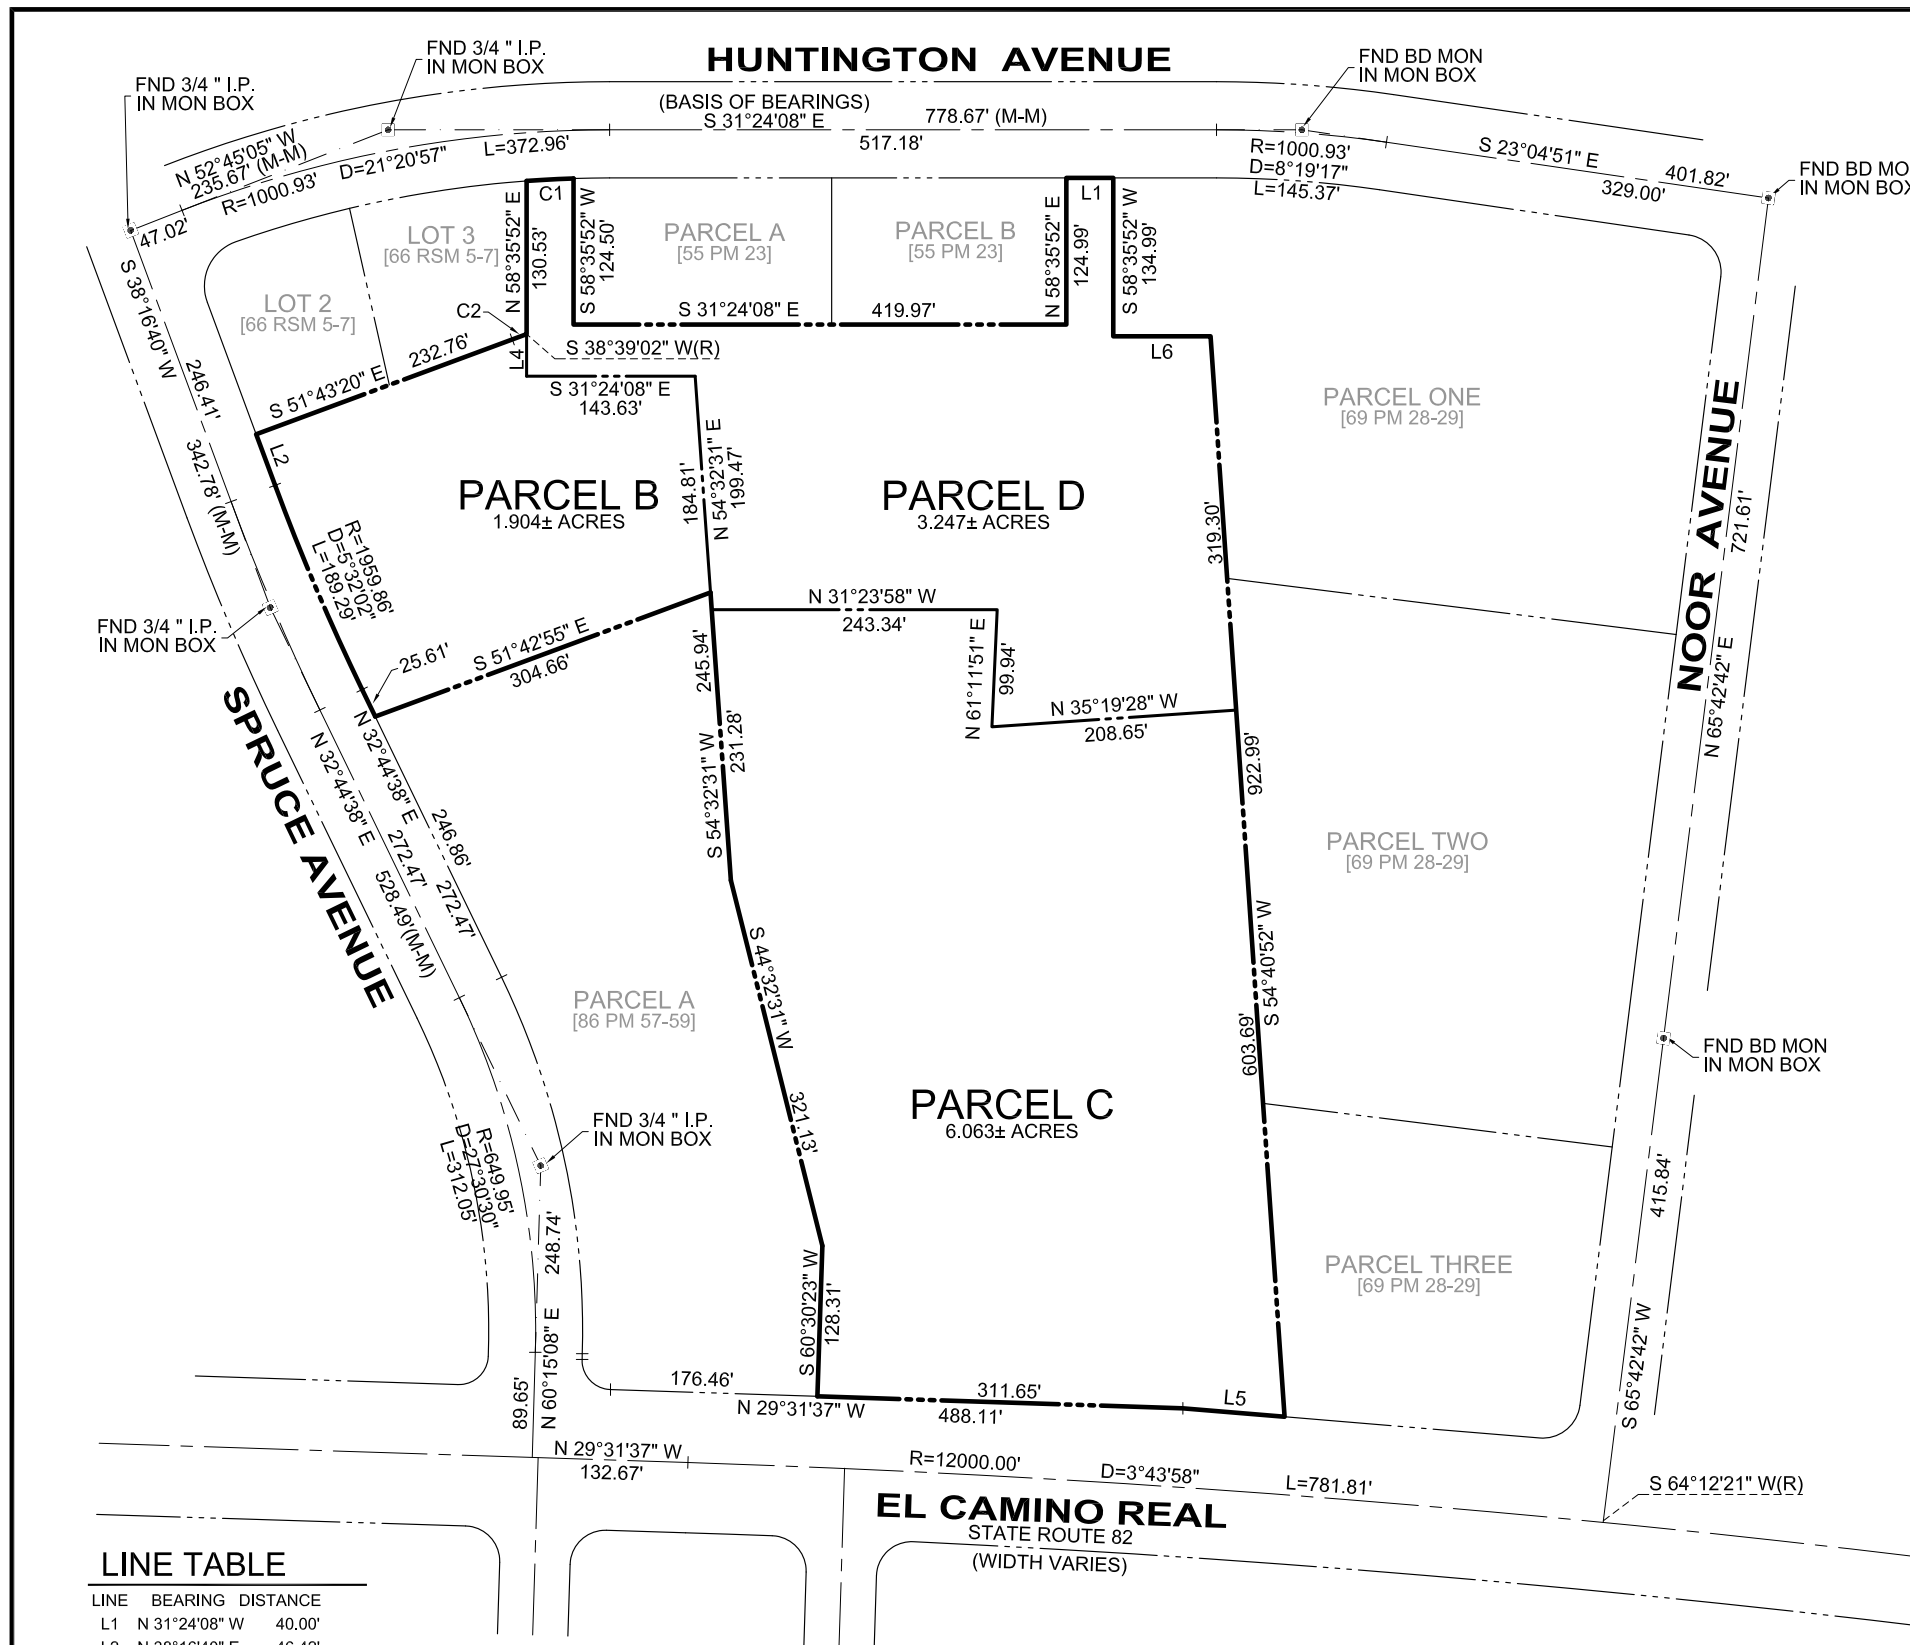 HUNTINGTON AVENUE
FND 3/4 " I.P.
IN MON BOX
FND 3/4 " I.P.
IN MON BOX
FND BD MON
IN MON BOX
(BASIS OF BEARINGS)
S 31°24'08" E
778.67' (M-M)
517.18'
N 52°45'05" W
235.67' (M-M)
R=1000.93'
D=21°20'57"
L=372.96'
47.02'
R=1000.93'
D=8°19'17"
L=145.37'
S 23°04'51" E
401.82'
329.00'
FND BD MO
IN MON BOX
LOT 3
[66 RSM 5-7]
LOT 2
[66 RSM 5-7]
N 58°35'52" E
130.53'
C1
S 58°35'52" W
124.50'
PARCEL A
[55 PM 23]
PARCEL B
[55 PM 23]
N 58°35'52" E
124.99'
L1
S 58°35'52" W
134.99'
S 38°16'40" W
246.41'
342.78' (M-M)
C2
S 31°24'08" E
419.97'
S 38°39'02" W(R)
L4
L6
S 51°43'20" E
232.76'
S 31°24'08" E
143.63'
PARCEL ONE
[69 PM 28-29]
NOOR AVENUE
721.61'
N 65°42'42" E
L2
PARCEL B
1.904± ACRES
184.81'
N 54°32'31" E
199.47'
PARCEL D
3.247± ACRES
319.30'
R=1959.86'
D=5°32'02"
L=189.29'
FND 3/4 " I.P.
IN MON BOX
25.61'
S 51°42'55" E
304.66'
N 31°23'58" W
243.34'
N 61°11'51" E
99.94'
N 35°19'28" W
208.65'
245.94'
231.28'
S 54°32'31" W
922.99'
SPRUCE AVENUE
N 32°44'38" E
N 32°44'38" E
246.86'
272.47'
272.47'
528.49'(M-M)
PARCEL TWO
[69 PM 28-29]
S 54°40'52" W
603.69'
PARCEL A
[86 PM 57-59]
S 44°32'31" W
321.13'
FND BD MON
IN MON BOX
PARCEL C
6.063± ACRES
FND 3/4 " I.P.
IN MON BOX
R=649.95'
D=27°30'30"
L=312.05'
415.84'
248.74'
N 60°15'08" E
89.65'
S 60°30'23" W
128.31'
PARCEL THREE
[69 PM 28-29]
S 65°42'42" W
176.46'
N 29°31'37" W
311.65'
488.11'
L5
N 29°31'37" W
132.67'
R=12000.00'
D=3°43'58"
L=781.81'
S 64°12'21" W(R)
EL CAMINO REAL
STATE ROUTE 82
(WIDTH VARIES)
LINE TABLE
LINE BEARING DISTANCE
L1 N 31°24'08" W 40.00'
L2 N 38°16'40" E 46.42'